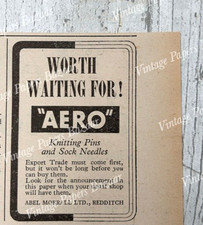 WORTH
WAITING FOR!
"AERO"
Knitting Pins
and Sock Needles
Export Trade must come first,
but it won't be long before you
can buy them.
Look for the announcement in
this paper when your local shop
will have them.
ABEL MORRALL LTD., REDDITCH